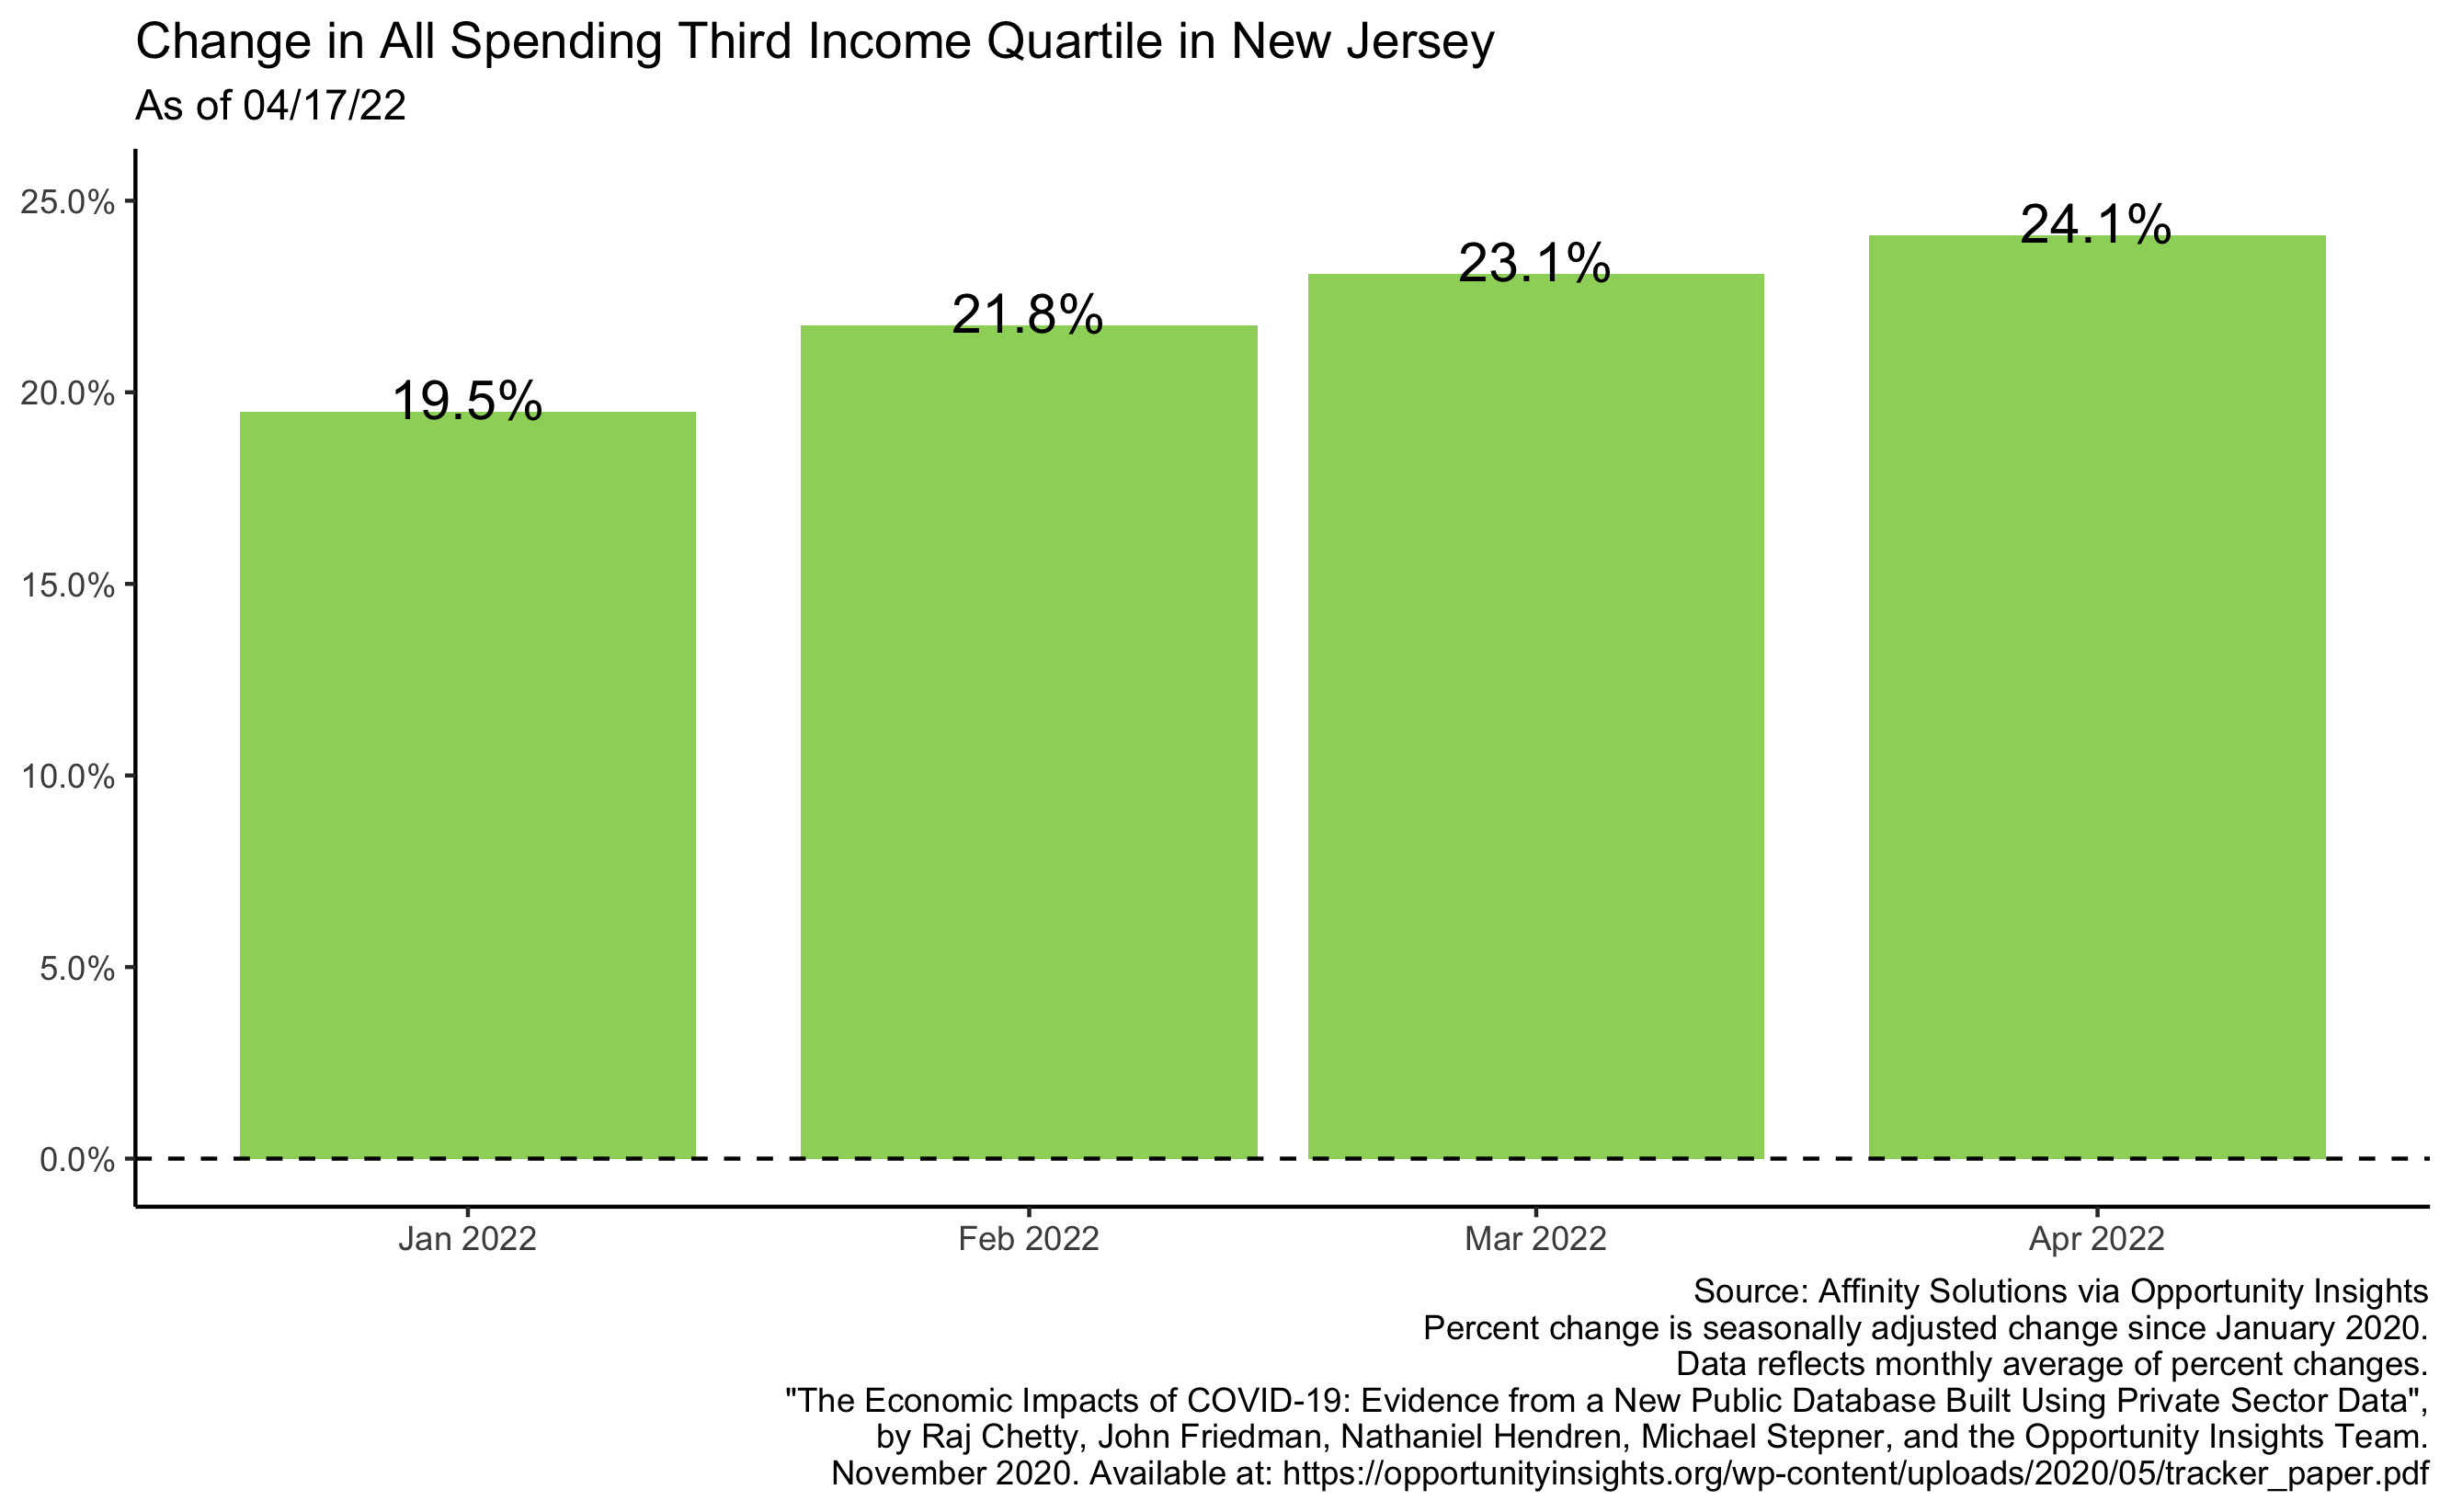 Change in All Spending Third Income Quartile in New Jersey
As of 04/17/22
25.0%
20.0%
15.0%
10.0%
5.0%
0.0%
19.5%
21.8%
23.1%
24.1%
Jan 2022
Feb 2022
Mar 2022
Apr 2022
Source: Affinity Solutions via Opportunity Insights
Percent change is seasonally adjusted change since January 2020.
Data reflects monthly average of percent changes.
"The Economic Impacts of COVID-19: Evidence from a New Public Database Built Using Private Sector Data",
by Raj Chetty, John Friedman, Nathaniel Hendren, Michael Stepner, and the Opportunity Insights Team.
November 2020. Available at: https://opportunityinsights.org/wp-content/uploads/2020/05/tracker_paper.pdf